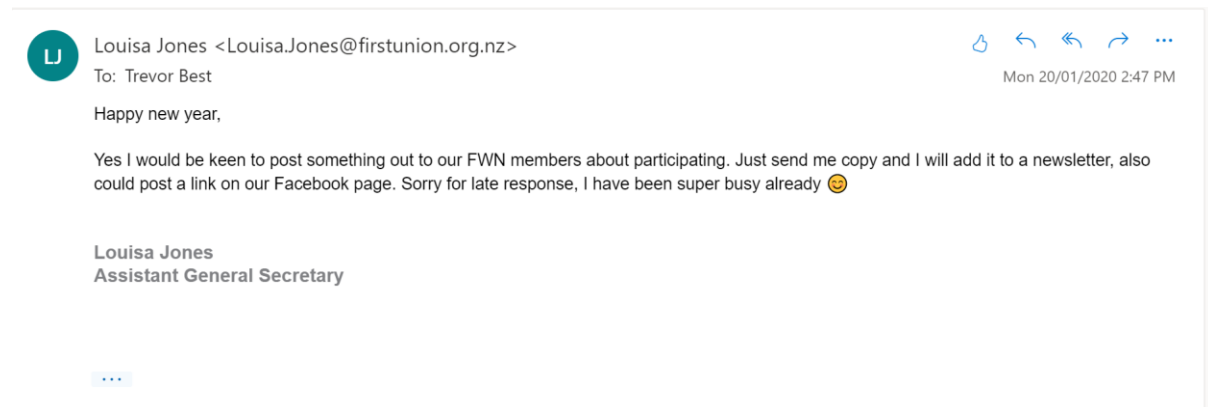 LJ
Louisa Jones <Louisa.Jones@firstunion.org.nz>
To: Trevor Best
Mon 20/01/2020 2:47 PM
Happy new year,
Yes I would be keen to post something out to our FWN members about participating. Just send me copy and I will add it to a newsletter, also
could post a link on our Facebook page. Sorry for late response, I have been super busy already 😊
Louisa Jones
Assistant General Secretary